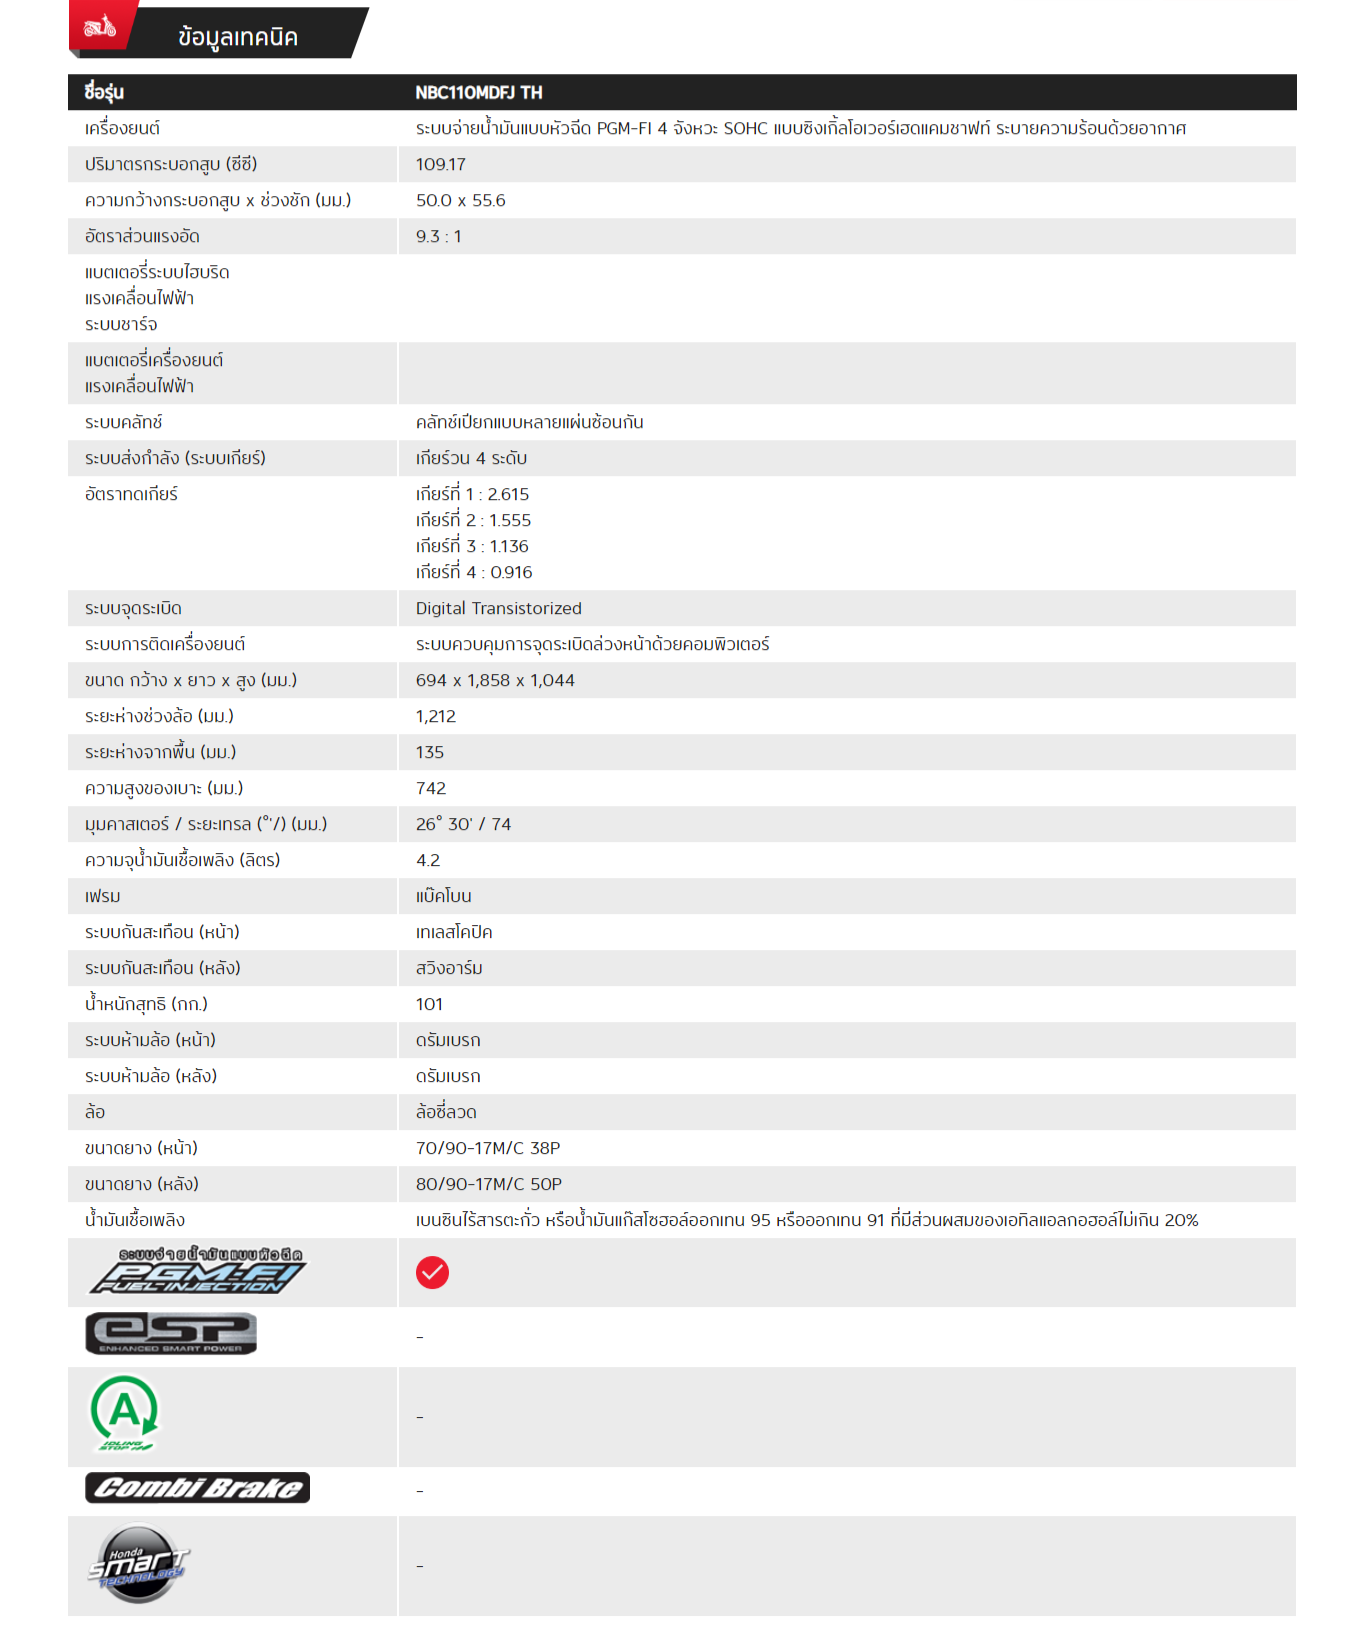 ข้อมูลเทคนิค
ชื่อรุ่น NBC110MDFJ TH
เครื่องยนต์ ระบบจ่ายน้ำมันแบบหัวฉีด PGM-FI 4 จังหวะ SOHC แบบซิงเกิ้ลโอเวอร์เฮดแคมชาฟท์ ระบายความร้อนด้วยอากาศ
ปริมาตรกระบอกสูบ (ซีซี) 109.17
ความกว้างกระบอกสูบ x ช่วงชัก (มม.) 50.0 x 55.6
อัตราส่วนแรงอัด 9.3 : 1
แบตเตอรี่ระบบไฮบริด
แรงเคลื่อนไฟฟ้า
ระบบชาร์จ
แบตเตอรี่เครื่องยนต์
แรงเคลื่อนไฟฟ้า
ระบบคลัทช์ คลัทช์เปียกแบบหลายแผ่นซ้อนกัน
ระบบส่งกำลัง (ระบบเกียร์) เกียร์วน 4 ระดับ
อัตราทดเกียร์ เกียร์ที่ 1 : 2.615
เกียร์ที่ 2 : 1.555
เกียร์ที่ 3 : 1.136
เกียร์ที่ 4 : 0.916
ระบบจุดระเบิด Digital Transistorized
ระบบการติดเครื่องยนต์ ระบบควบคุมการจุดระเบิดล่วงหน้าด้วยคอมพิวเตอร์
ขนาด กว้าง x ยาว x สูง (มม.) 694 x 1,858 x 1,044
ระยะห่างช่วงล้อ (มม.) 1,212
ระยะห่างจากพื้น (มม.) 135
ความสูงของเบาะ (มม.) 742
มุมคาสเตอร์ / ระยะเทรล (°'/) (มม.) 26° 30' / 74
ความจุน้ำมันเชื้อเพลิง (ลิตร) 4.2
เฟรม แบ๊คโบน
ระบบกันสะเทือน (หน้า) เทเลสโคปิค
ระบบกันสะเทือน (หลัง) สวิงอาร์ม
น้ำหนักสุทธิ (กก.) 101
ระบบห้ามล้อ (หน้า) ดรัมเบรก
ระบบห้ามล้อ (หลัง) ดรัมเบรก
ล้อ ล้อซี่ลวด
ขนาดยาง (หน้า) 70/90-17M/C 38P
ขนาดยาง (หลัง) 80/90-17M/C 50P
น้ำมันเชื้อเพลิง เบนซินไร้สารตะกั่ว หรือน้ำมันแก๊สโซฮอล์ออกเทน 95 หรือออกเทน 91 ที่มีส่วนผสมของเอทิลแอลกอฮอล์ไม่เกิน 20%
ระบบจ่ายน้ำมันแบบหัวฉีด
PGM-FI
FUEL INJECTION
eSP -
ENHANCED SMART POWER
A -
IDLING
STOP
Combi Brake -
Honda
smart -
TECHNOLOGY